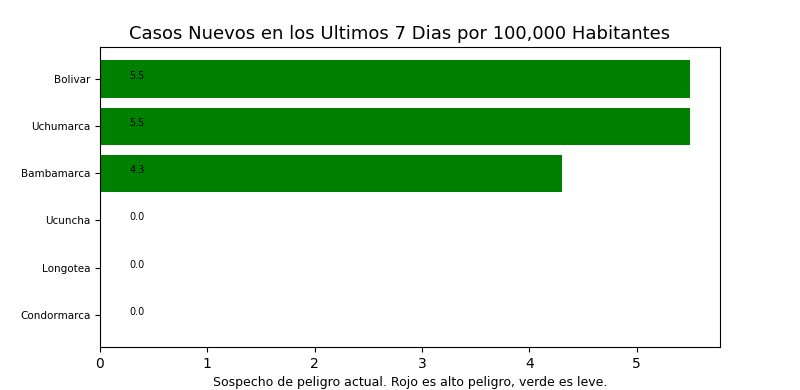 Casos Nuevos en los Ultimos 7 Dias por 100,000 Habitantes
Bolivar 5.5
Uchumarca 5.5
Bambamarca 4.3
Ucuncha 0.0
Longotea 0.0
Condormarca 0.0
0 1 2 3 4 5
Sospecho de peligro actual. Rojo es alto peligro, verde es leve.